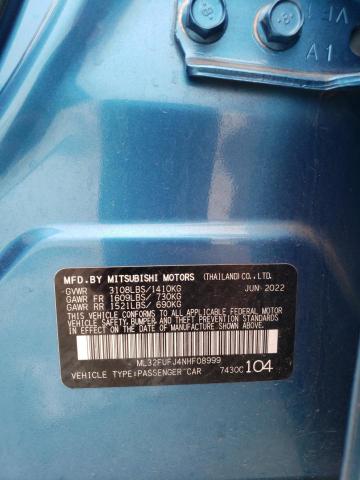 A1
MFD. BY MITSUBISHI MOTORS (THAILAND) CO., LTD.
GVWR 3108LBS/1410KG JUN 2022
GAWR FR 1609LBS/ 730KG
GAWR RR 1521LBS/ 690KG
THIS VEHICLE CONFORMS TO ALL APPLICABLE FEDERAL MOTOR
VEHICLE SAFETY, BUMPER, AND THEFT PREVENTION STANDARDS
IN EFFECT ON THE DATE OF MANUFACTURE SHOWN ABOVE.
ML32FUFJ4NHF08999
VEHICLE TYPE:PASSENGER CAR 7430C 104